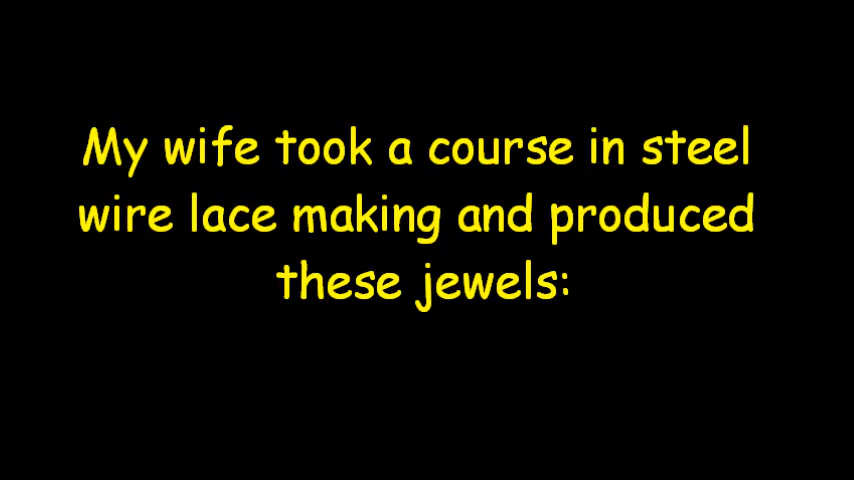 My wife took a course in steel
wire lace making and produced
these jewels: